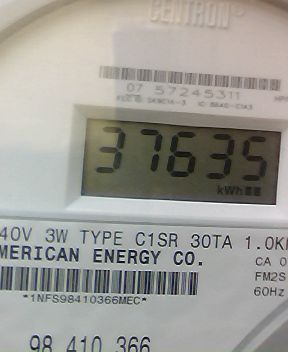 CENTRON®
07 57245311
37635
kWh
40V 3W TYPE C1SR 30TA 1.0K
MERICAN ENERGY CO.
CA 0
FM2S
60Hz
*1NFS98410366MEC*
98 410 366